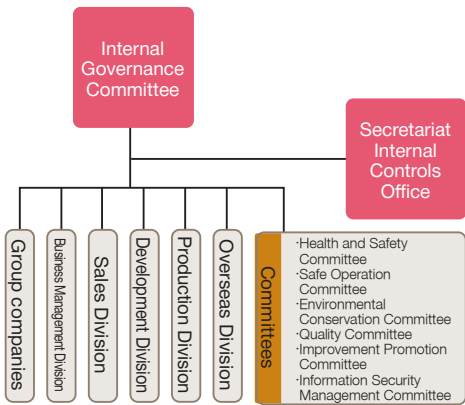 Internal
Governance
Committee
Secretariat
Internal
Controls
Office
Group companies
Business Management Division
Sales Division
Development Division
Production Division
Overseas Division
Committees
·Health and Safety
Committee
·Safe Operation
Committee
·Environmental
Conservation Committee
·Quality Committee
·Improvement Promotion
Committee
·Information Security
Management Committee